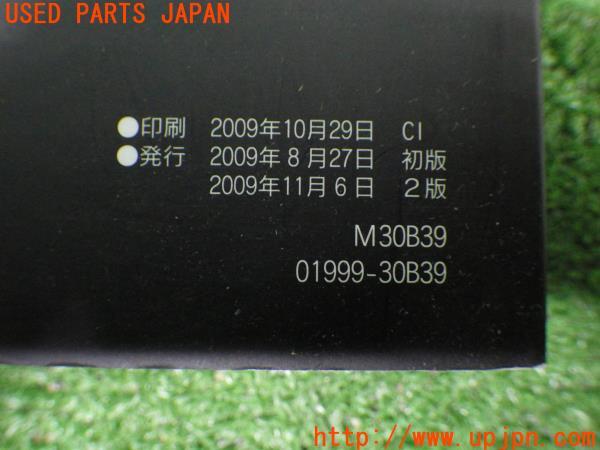 USED PARTS JAPAN
●印刷 2009年10月29日 CI
●発行 2009年 8月27日 初版
2009年11月 6日 2版
M30B39
01999-30B39
http://www.upjpn.com/